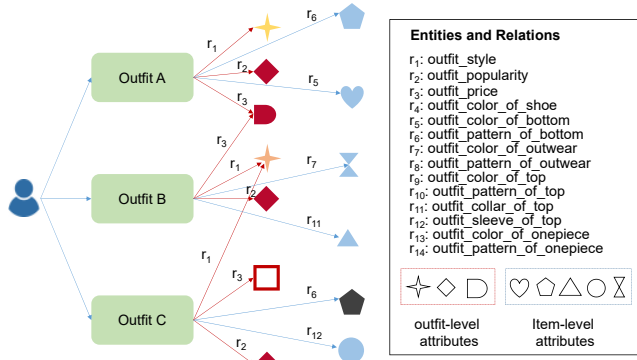 r6
r1
Outfit A
r2
r5
r3
r3
r1
r7
Outfit B
r2
r11
r1
r3
r6
Outfit C
r12
r2
Entities and Relations
r1: outfit_style
r2: outfit_popularity
r3: outfit_price
r4: outfit_color_of_shoe
r5: outfit_color_of_bottom
r6: outfit_pattern_of_bottom
r7: outfit_color_of_outwear
r8: outfit_pattern_of_outwear
r9: outfit_color_of_top
r10: outfit_pattern_of_top
r11: outfit_collar_of_top
r12: outfit_sleeve_of_top
r13: outfit_color_of_onepiece
r14: outfit_pattern_of_onepiece
outfit-level
attributes
Item-level
attributes